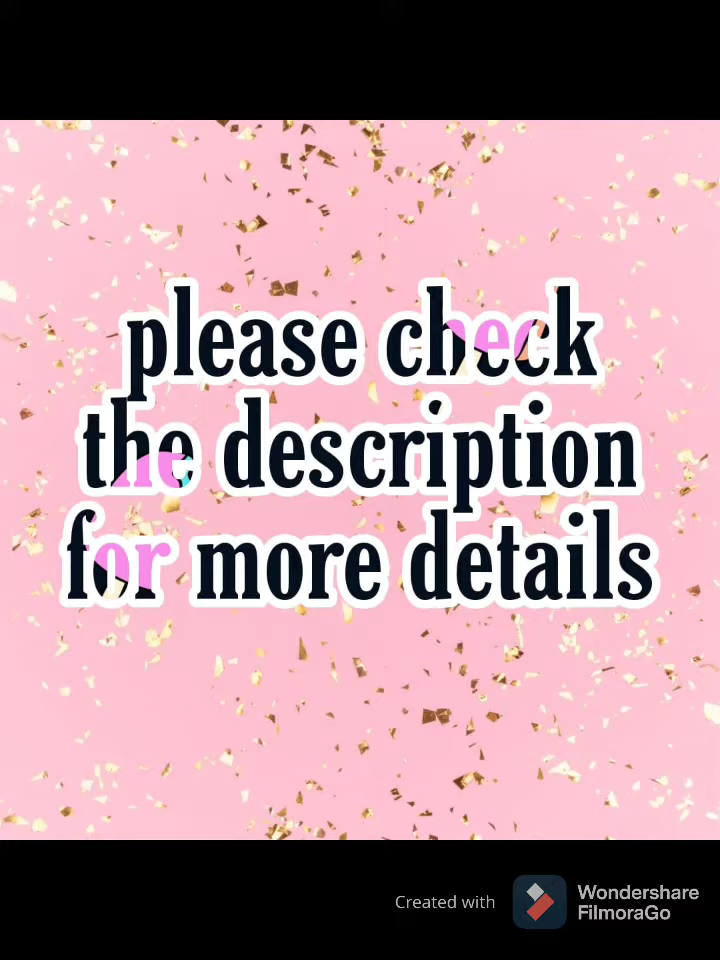 please check
the description
for more details
Created with
Wondershare
FilmoraGo